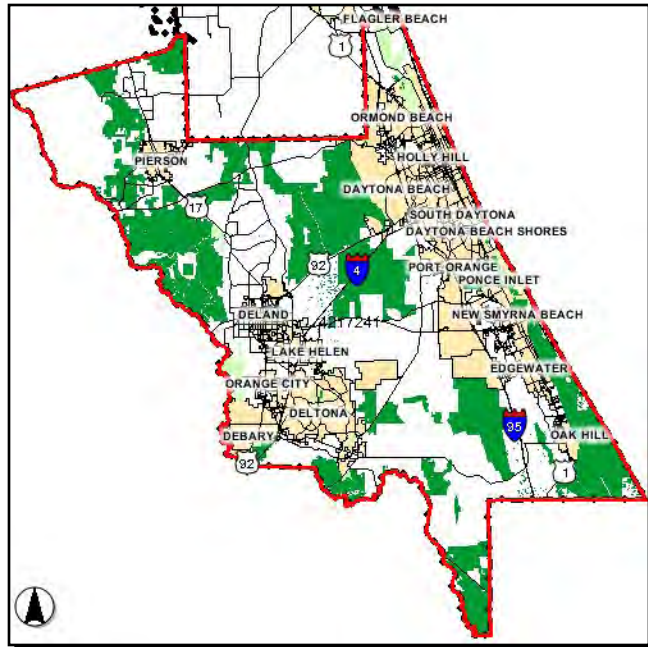 FLAGLER BEACH
1
ORMOND BEACH
HOLLY HILL
PIERSON
DAYTONA BEACH
17
SOUTH DAYTONA
DAYTONA BEACH SHORES
92
4
PORT ORANGE
PONCE INLET
DELAND
4217241
NEW SMYRNA BEACH
LAKE HELEN
EDGEWATER
ORANGE CITY
DELTONA
95
DEBARY
OAK HILL
92
1